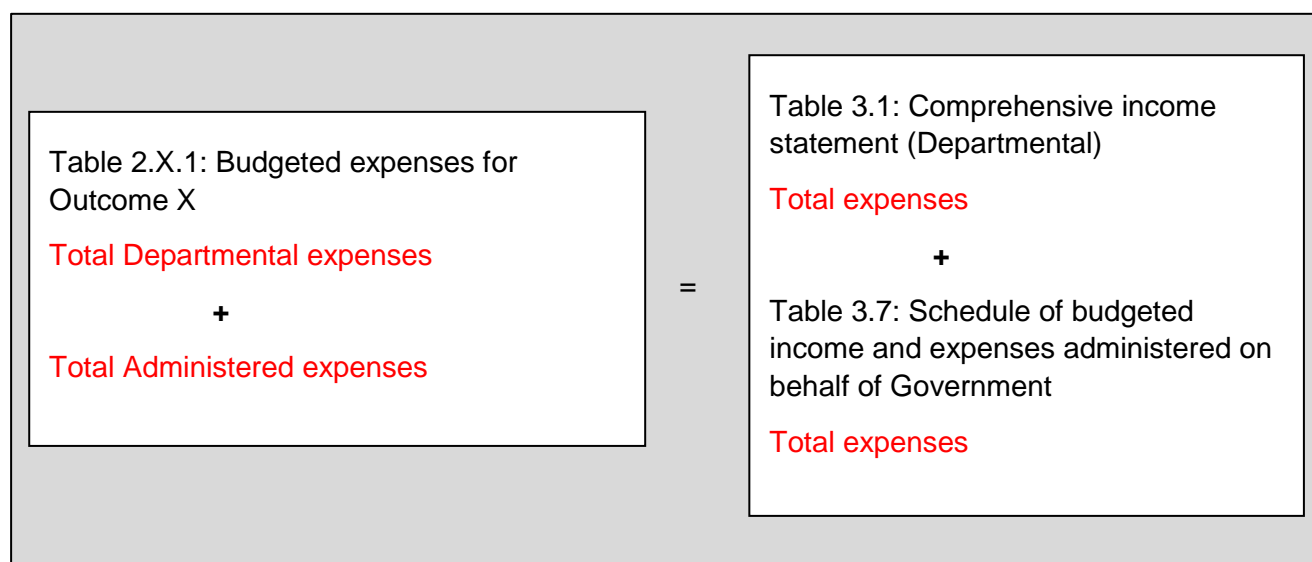 Table 2.X.1: Budgeted expenses for
Outcome X
Total Departmental expenses
+
Total Administered expenses
=
Table 3.1: Comprehensive income
statement (Departmental)
Total expenses
+
Table 3.7: Schedule of budgeted
income and expenses administered on
behalf of Government
Total expenses